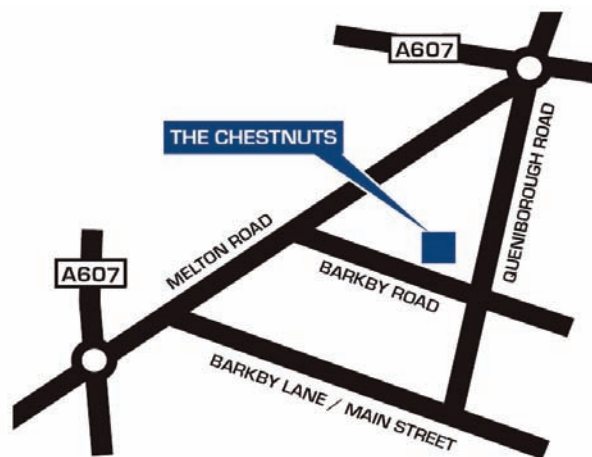 A607
THE CHESTNUTS
QUENIBOROUGH ROAD
MELTON ROAD
A607
BARKBY ROAD
BARKBY LANE / MAIN STREET